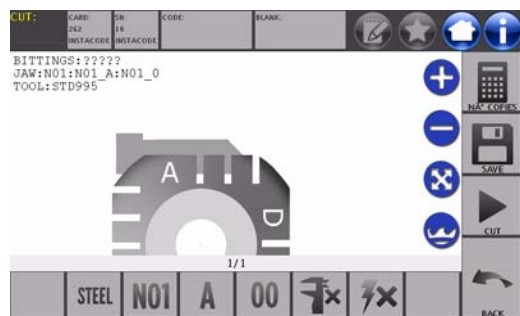 CUT:
CARD:
262
INSTACODE
SN:
10
INSTACODE
CODE:
BLANK:
BITTINGS:?????
JAW:N01:N01_A:N01_0
TOOL:STD995
A
D
1/1
NA° COPIES
SAVE
CUT
BACK
STEEL
N01
A
00